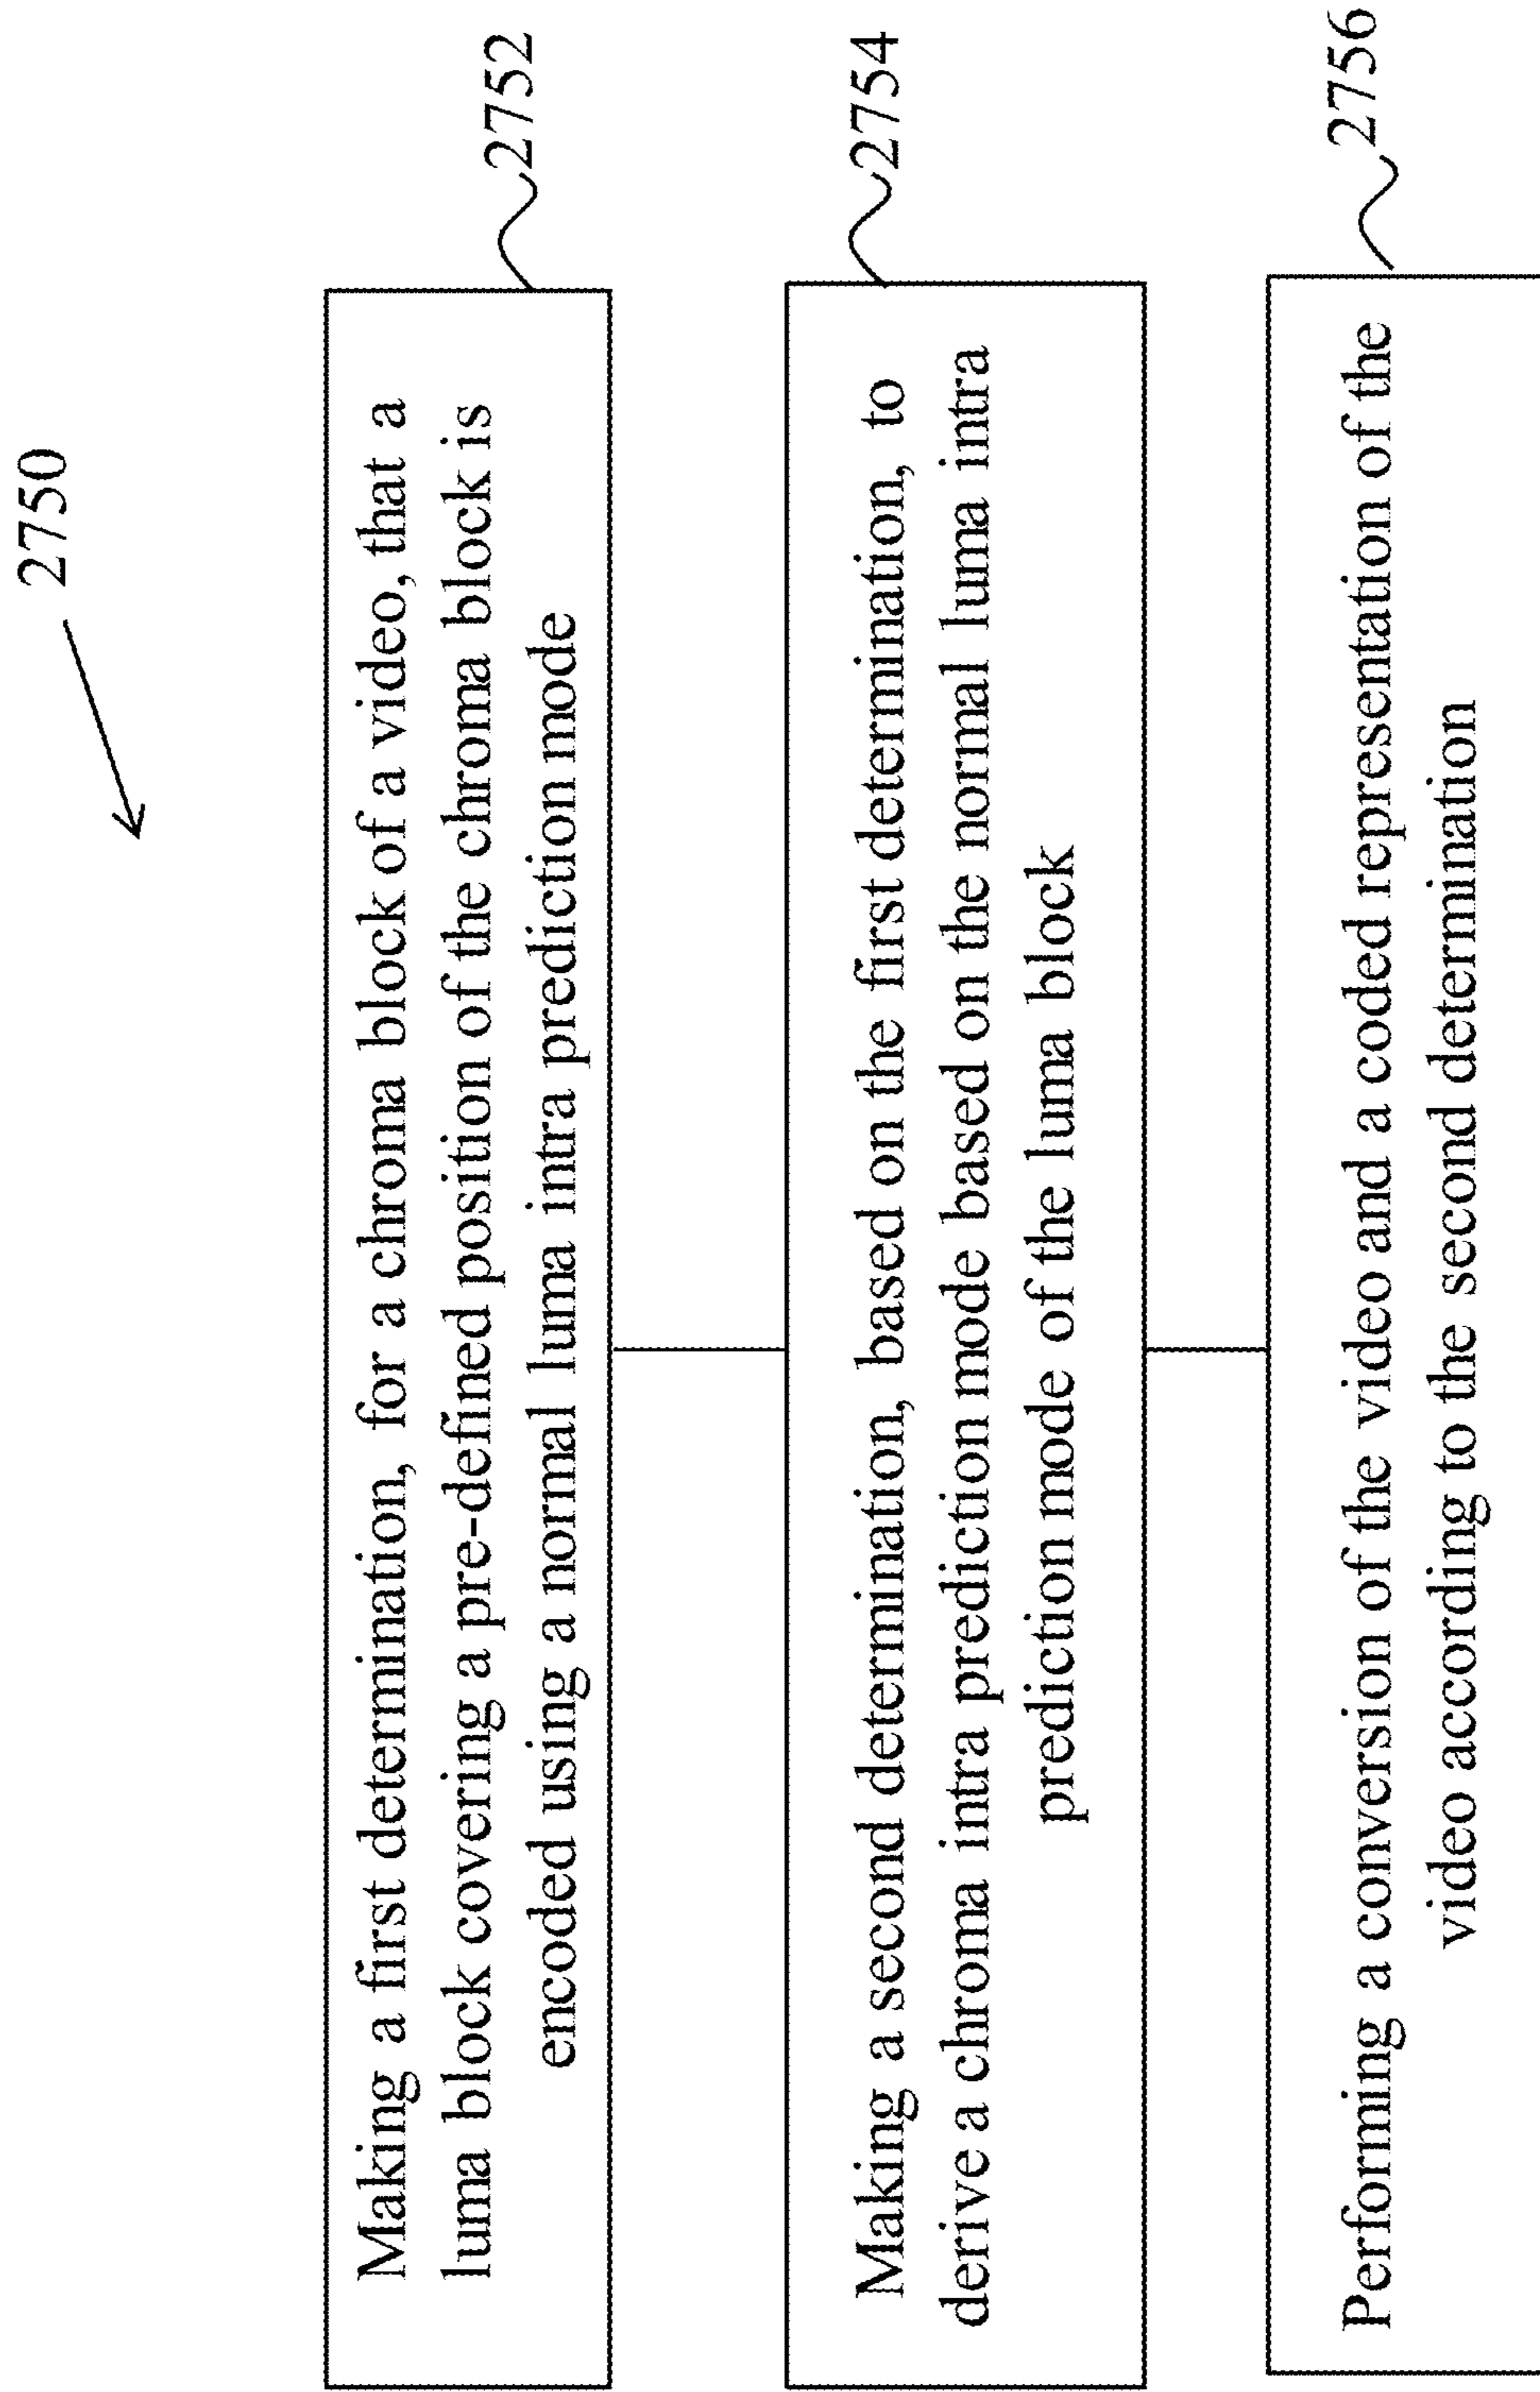 2750
Making a first determination, for a chroma block of a video, that a
luma block covering a pre-defined position of the chroma block is
encoded using a normal luma intra prediction mode
2752
Making a second determination, based on the first determination, to
derive a chroma intra prediction mode based on the normal luma intra
prediction mode of the luma block
2754
Performing a conversion of the video and a coded representation of the
video according to the second determination
2756